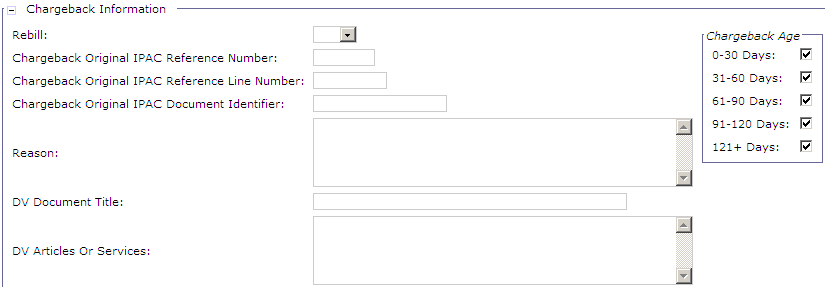 Chargeback Information
Rebill:
Chargeback Original IPAC Reference Number:
Chargeback Original IPAC Reference Line Number:
Chargeback Original IPAC Document Identifier:
Reason:
DV Document Title:
DV Articles Or Services:
Chargeback Age
0-30 Days:
31-60 Days:
61-90 Days:
91-120 Days:
121+ Days: